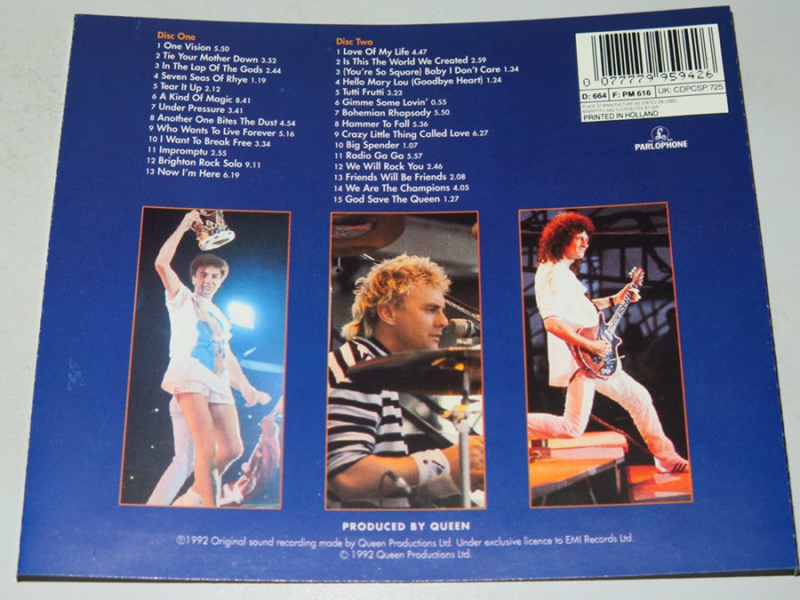 Disc One
1 One Vision 5.50
2 Tie Your Mother Down 3.52
3 In The Lap Of The Gods 2.44
4 Seven Seas Of Rhye 1.19
5 Tear It Up 2.12
6 A Kind Of Magic 8.41
7 Under Pressure 3.41
8 Another One Bites The Dust 4.54
9 Who Wants To Live Forever 5.16
10 I Want To Break Free 3.34
11 Impromptu 2.55
12 Brighton Rock Solo 9.11
13 Now I'm Here 6.19
Disc Two
1 Love Of My Life 4.47
2 Is This The World We Created 2.59
3 (You're So Square) Baby I Don't Care 1.34
4 Hello Mary Lou (Goodbye Heart) 1.24
5 Tutti Frutti 3.23
6 Gimme Some Lovin' 0.55
7 Bohemian Rhapsody 5.50
8 Hammer To Fall 5.36
9 Crazy Little Thing Called Love 6.27
10 Big Spender 1.07
11 Radio Ga Ga 5.57
12 We Will Rock You 2.46
13 Friends Will Be Friends 2.08
14 We Are The Champions 4.05
15 God Save The Queen 1.27
0 077779 959426
D: 664 F: PM 616 UK: CDPCSP 725
PLACE OF MANUFACTURE AS STATED ON LABEL
PRINTED IN HOLLAND
PARLOPHONE
PRODUCED BY QUEEN
℗1992 Original sound recording made by Queen Productions Ltd. Under exclusive licence to EMI Records Ltd.
© 1992 Queen Productions Ltd.